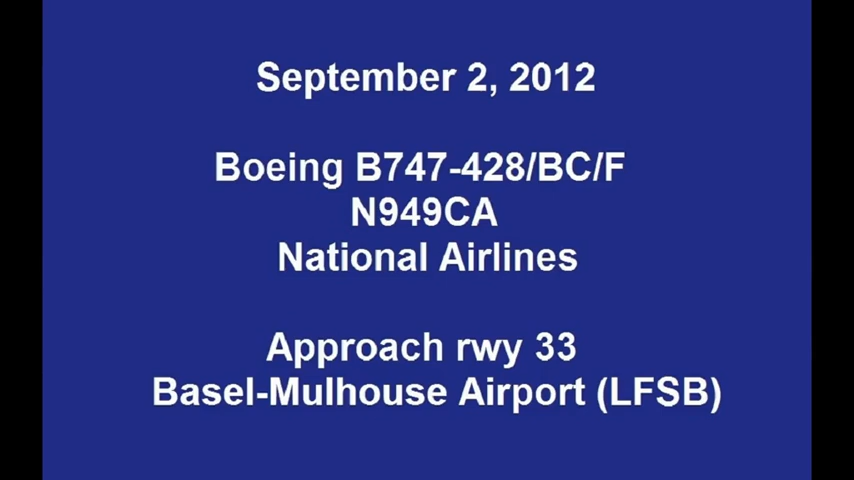 September 2, 2012
Boeing B747-428/BC/F
N949CA
National Airlines
Approach rwy 33
Basel-Mulhouse Airport (LFSB)